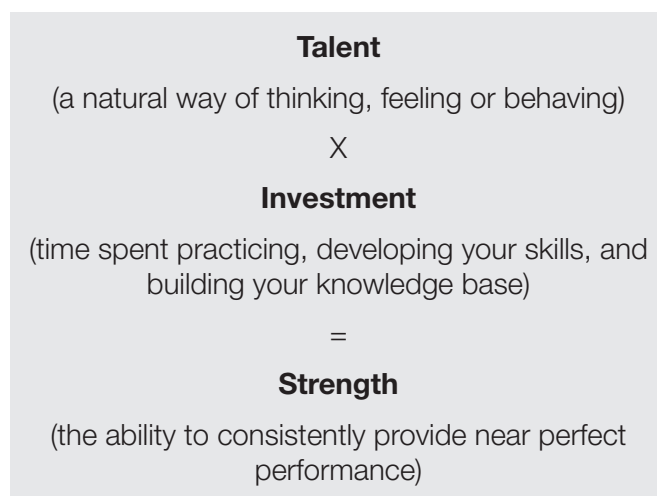 Talent
(a natural way of thinking, feeling or behaving)
X
Investment
(time spent practicing, developing your skills, and
building your knowledge base)
=
Strength
(the ability to consistently provide near perfect
performance)